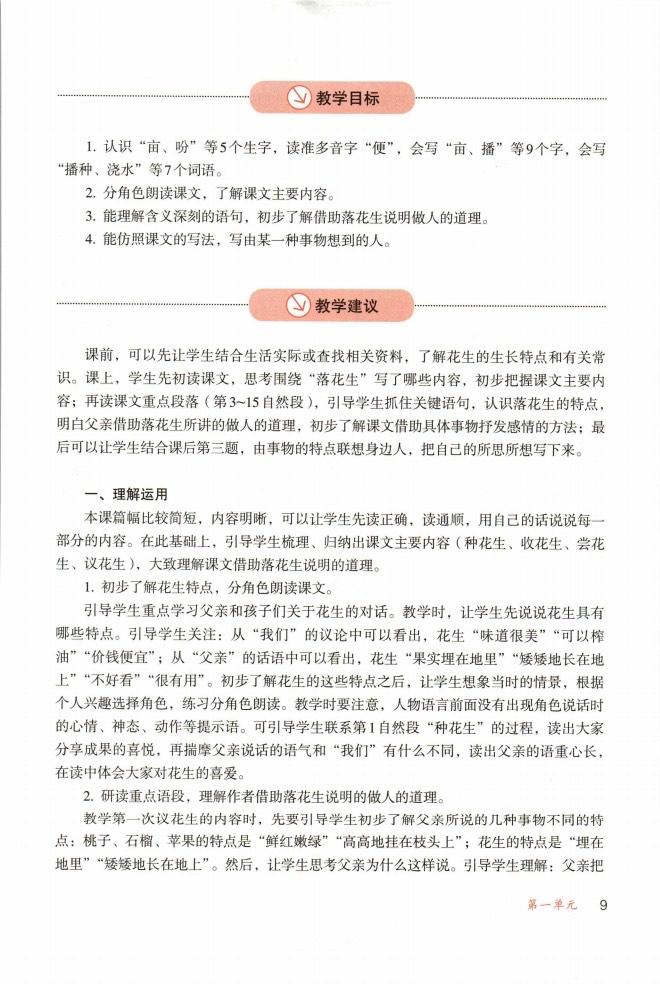 教学目标
1. 认识“亩、吩”等5个生字，读准多音字“便”，会写“亩、播”等9个字，会写
“播种、浇水”等7个词语。
2. 分角色朗读课文，了解课文主要内容。
3. 能理解含义深刻的语句，初步了解借助落花生说明做人的道理。
4. 能仿照课文的写法，写由某一种事物想到的人。
教学建议
课前，可以先让学生结合生活实际或查找相关资料，了解花生的生长特点和有关常
识。课上，学生先初读课文，思考围绕“落花生”写了哪些内容，初步把握课文主要内
容；再读课文重点段落（第3~15自然段），引导学生抓住关键语句，认识落花生的特点，
明白父亲借助落花生所讲的做人的道理，初步了解课文借助具体事物抒发感情的方法；最
后可以让学生结合课后第三题，由事物的特点联想身边人，把自己的所思所想写下来。
一、理解运用
本课篇幅比较简短，内容明晰，可以让学生先读正确，读通顺，用自己的话说说每一
部分的内容。在此基础上，引导学生梳理、归纳出课文主要内容（种花生、收花生、尝花
生、议花生），大致理解课文借助落花生说明的道理。
1. 初步了解花生特点，分角色朗读课文。
引导学生重点学习父亲和孩子们关于花生的对话。教学时，让学生先说说花生具有
哪些特点。引导学生关注：从“我们”的议论中可以看出，花生“味道很美”“可以榨
油”“价钱便宜”；从“父亲”的话语中可以看出，花生“果实埋在地里”“矮矮地长在地
上”“不好看”“很有用”。初步了解花生的这些特点之后，让学生想象当时的情景，根据
个人兴趣选择角色，练习分角色朗读。教学时要注意，人物语言前面没有出现角色说话时
的心情、神态、动作等提示语。可引导学生联系第1自然段“种花生”的过程，读出大家
分享成果的喜悦，再揣摩父亲说话的语气和“我们”有什么不同，读出父亲的语重心长，
在读中体会大家对花生的喜爱。
2. 研读重点语段，理解作者借助落花生说明的做人的道理。
教学第一次议花生的内容时，先要引导学生初步了解父亲所说的几种事物不同的特
点：桃子、石榴、苹果的特点是“鲜红嫩绿”“高高地挂在枝头上”；花生的特点是“埋在
地里”“矮矮地长在地上”。然后，让学生思考父亲为什么这样说。引导学生理解：父亲把
第一单元 9